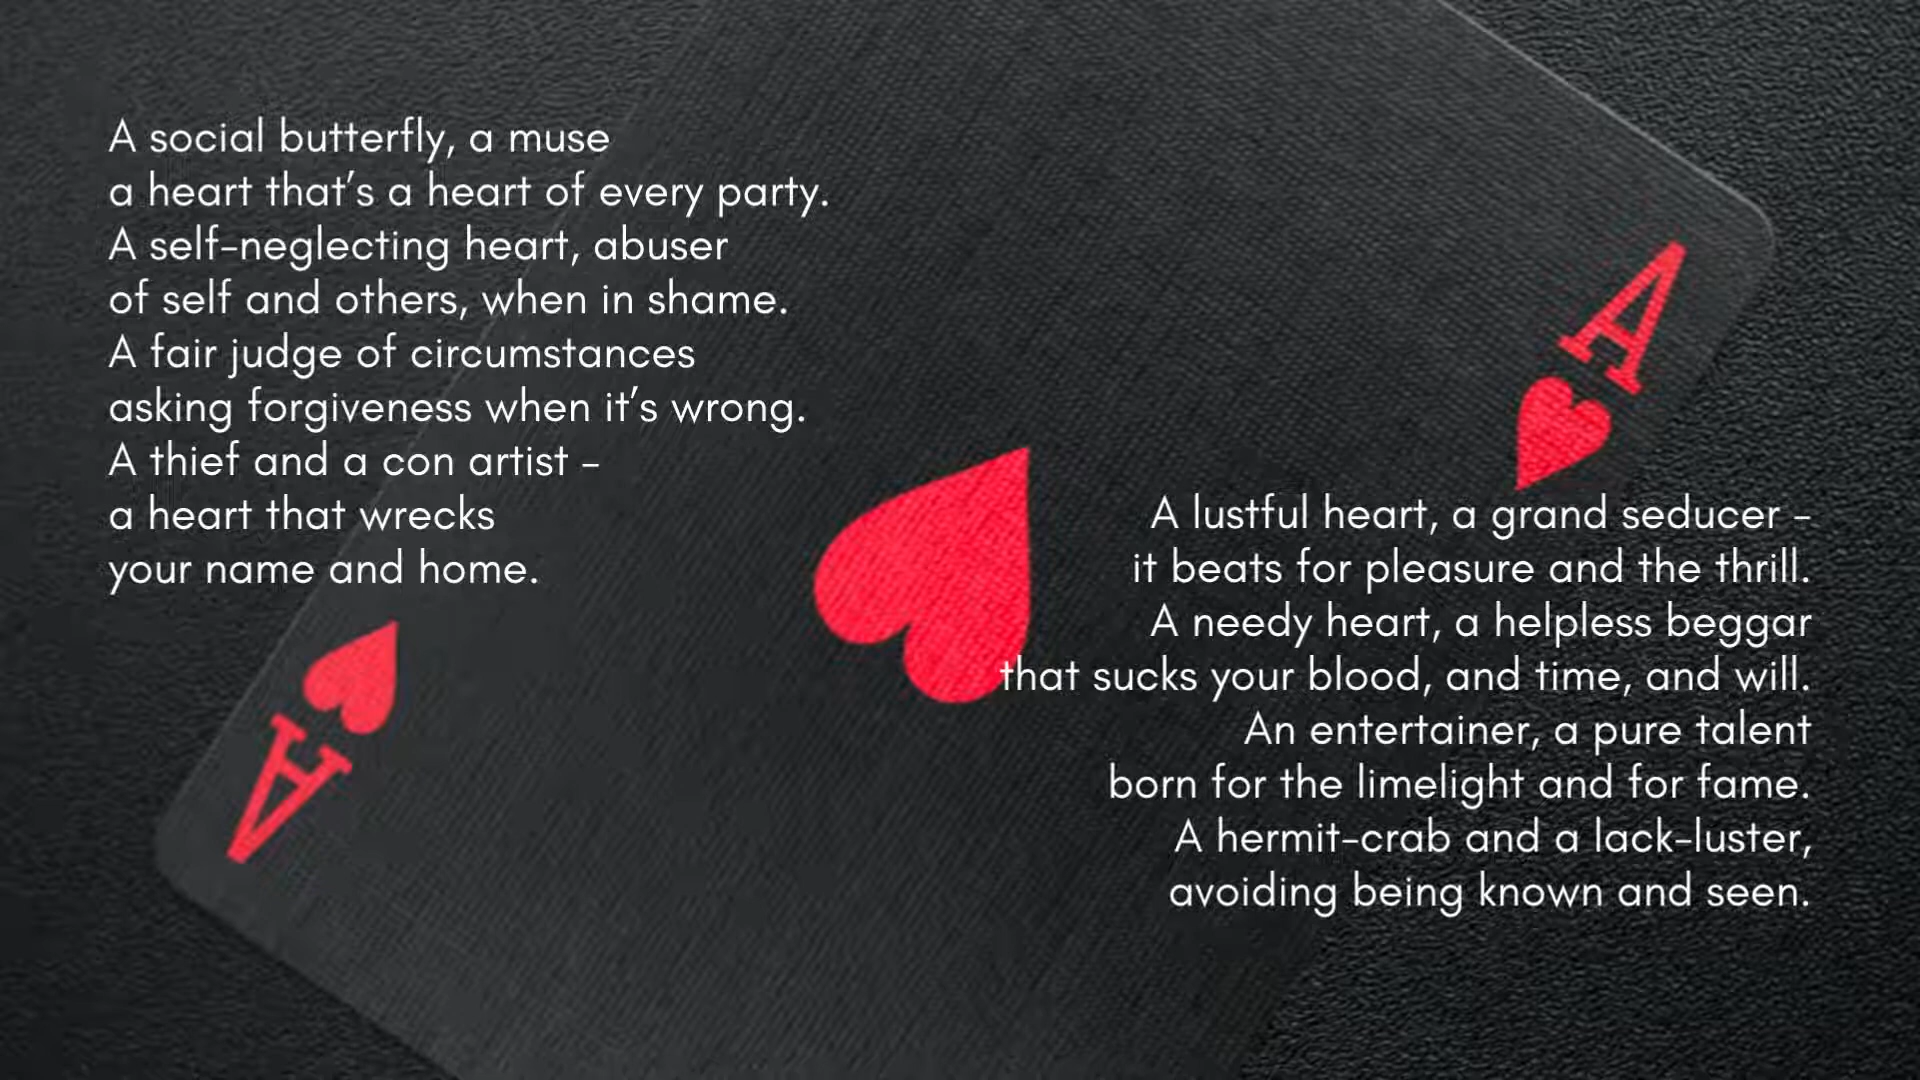 A social butterfly, a muse
a heart that's a heart of every party.
A self-neglecting heart, abuser
of self and others, when in shame.
A fair judge of circumstances
asking forgiveness when it's wrong.
A thief and a con artist –
a heart that wrecks
your name and home.
A
A lustful heart, a grand seducer –
it beats for pleasure and the thrill.
A needy heart, a helpless beggar
that sucks your blood, and time, and will.
An entertainer, a pure talent
born for the limelight and for fame.
A hermit-crab and a lack-luster,
avoiding being known and seen.
A